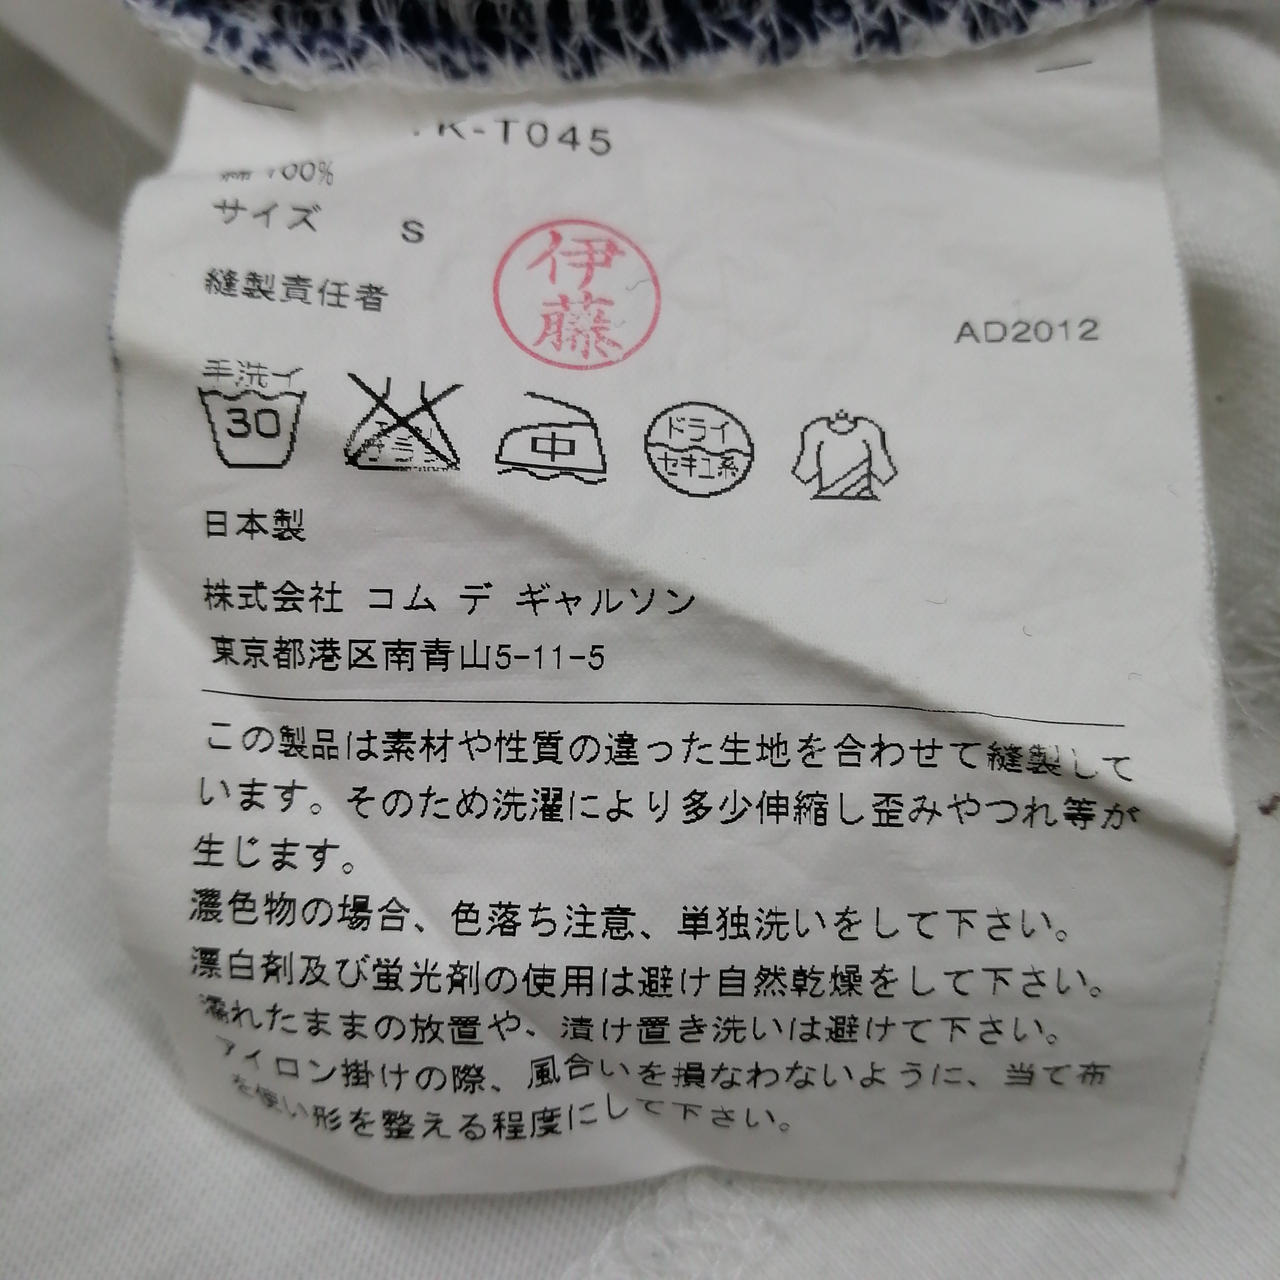 K-T045
綿 100%
サイズ S
縫製責任者
伊藤
AD2012
手洗イ
30
中
ドライ
セキユ系
日本製
株式会社 コム デ ギャルソン
東京都港区南青山5-11-5
この製品は素材や性質の違った生地を合わせて縫製して
います。そのため洗濯により多少伸縮し歪みやつれ等が
生じます。
濃色物の場合、色落ち注意、単独洗いをして下さい。
漂白剤及び蛍光剤の使用は避け自然乾燥をして下さい。
濡れたままの放置や、漬け置き洗いは避けて下さい。
アイロン掛けの際、風合いを損なわないように、当て布
を使い形を整える程度にして下さい。